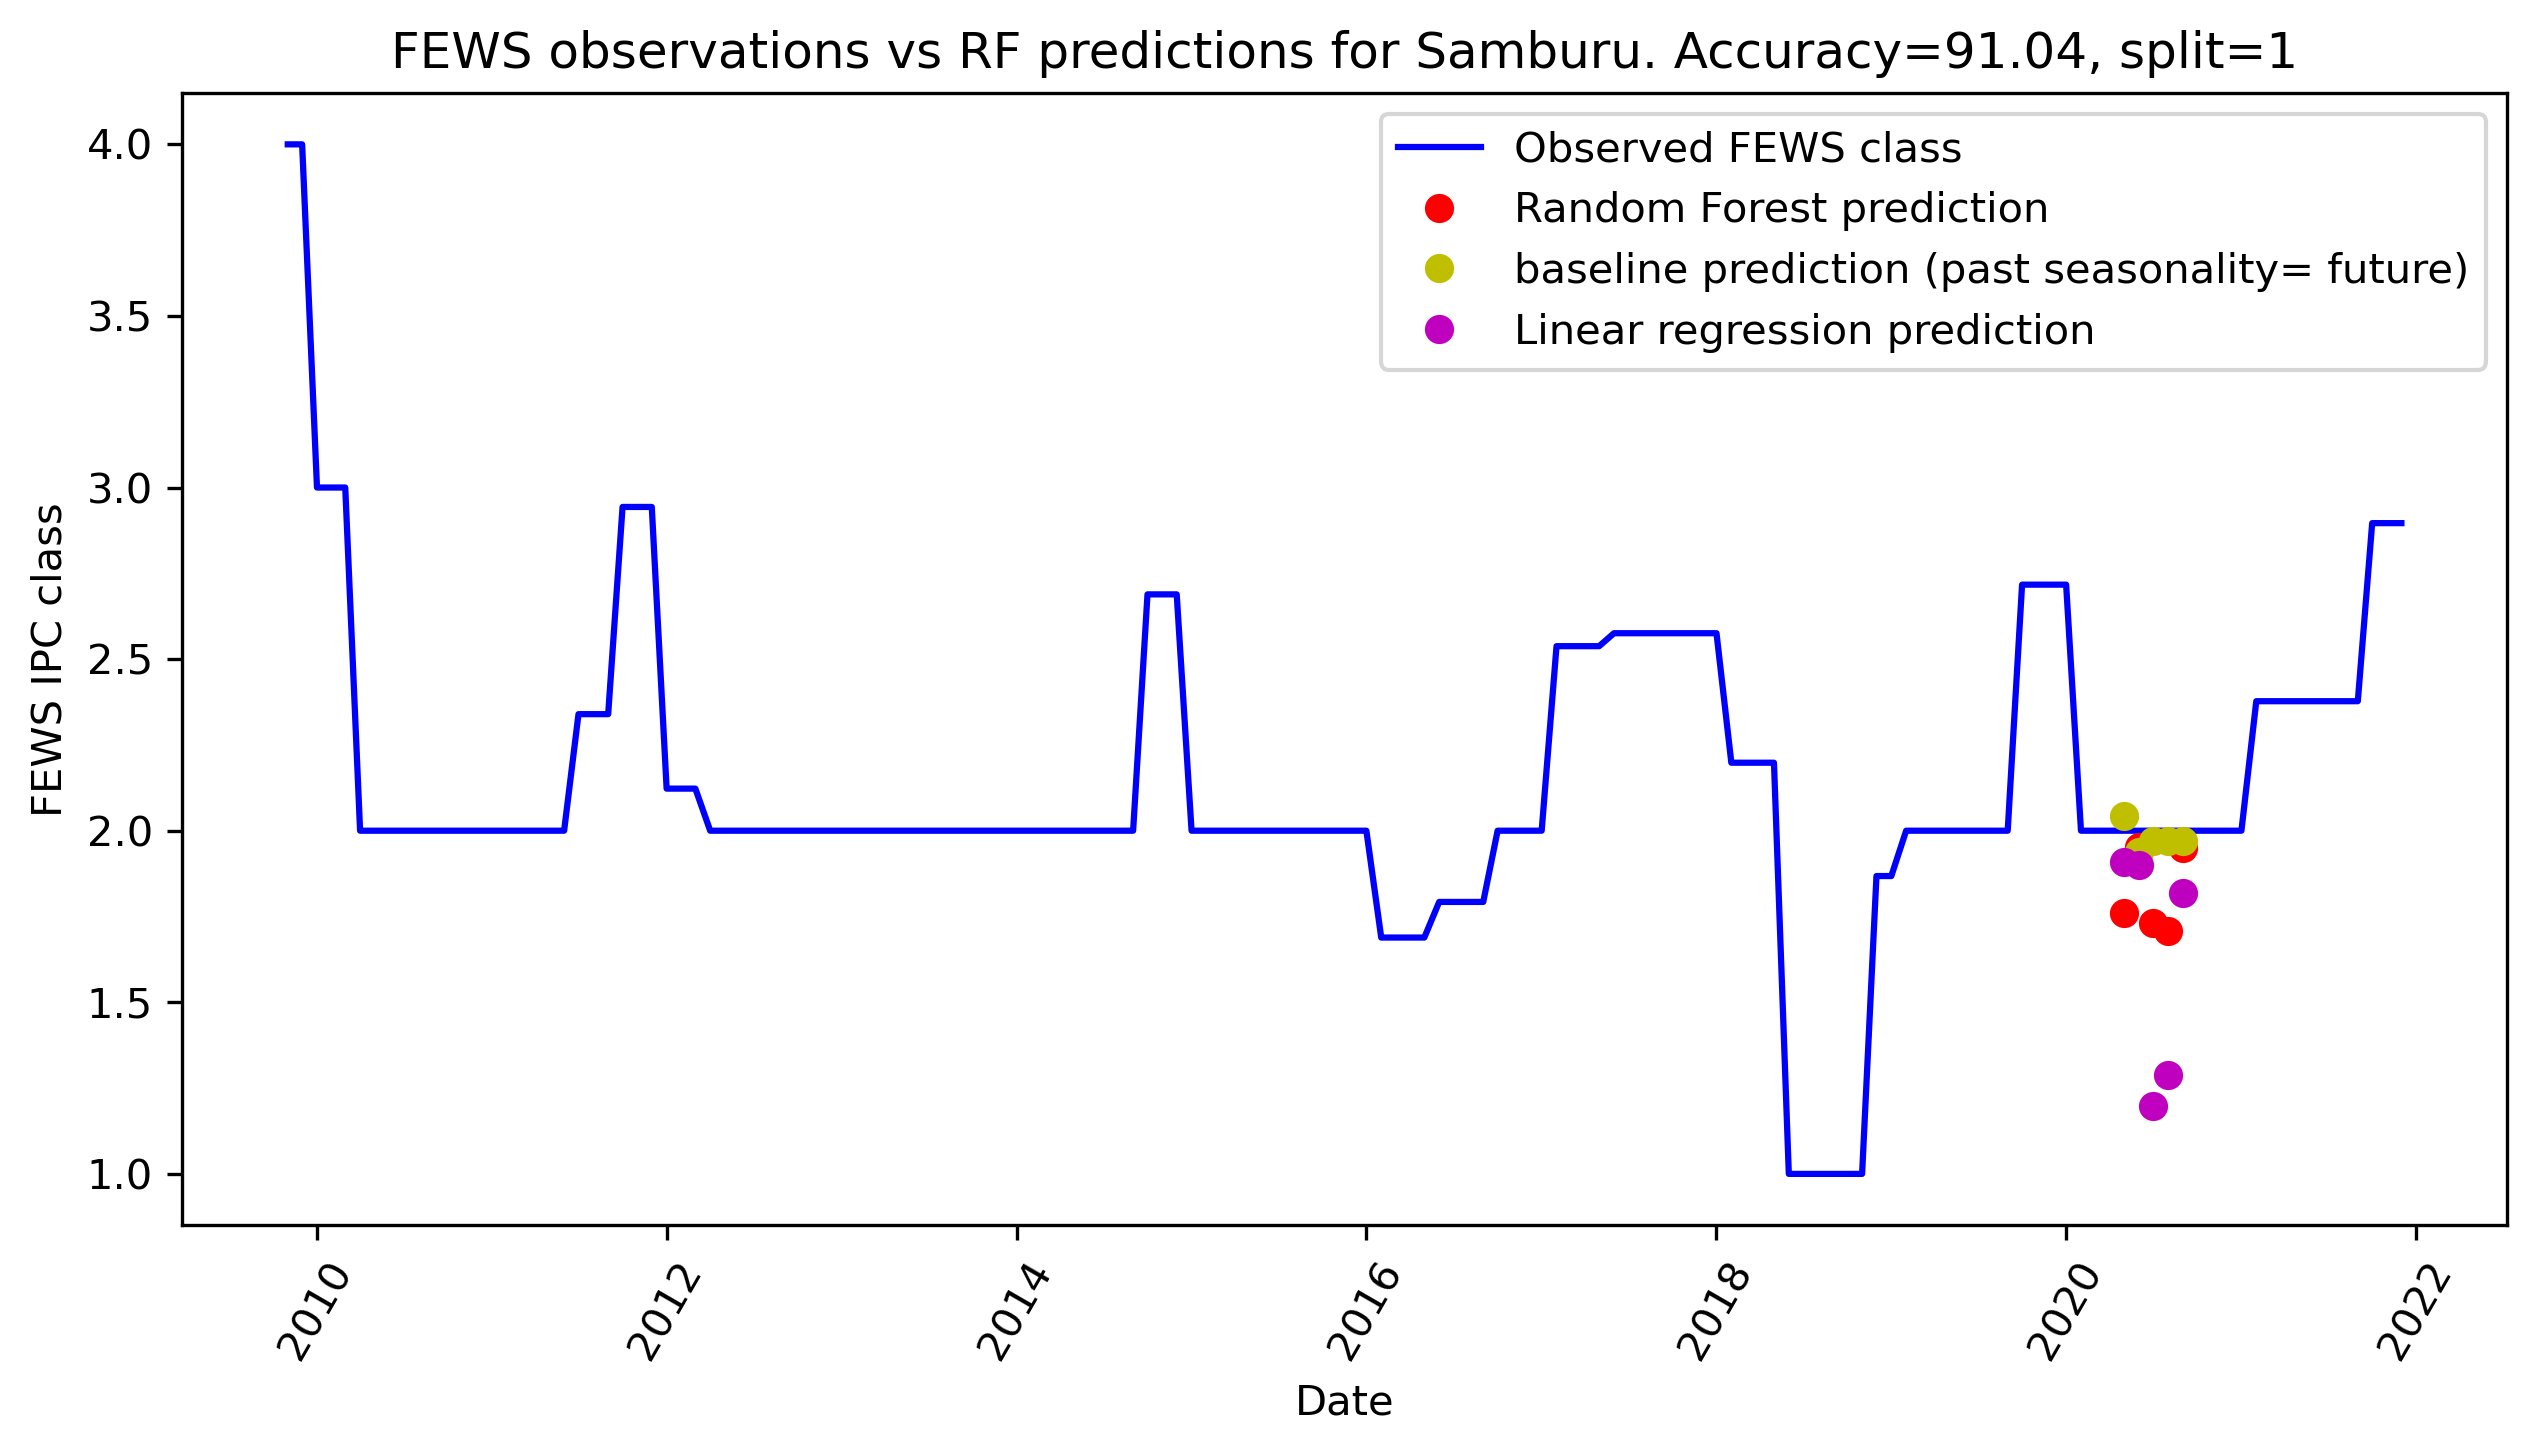 FEWS observations vs RF predictions for Samburu. Accuracy=91.04, split=1
Observed FEWS class
Random Forest prediction
baseline prediction (past seasonality= future)
Linear regression prediction
FEWS IPC class
4.0
3.5
3.0
2.5
2.0
1.5
1.0
2010
2012
2014
2016
2018
2020
2022
Date